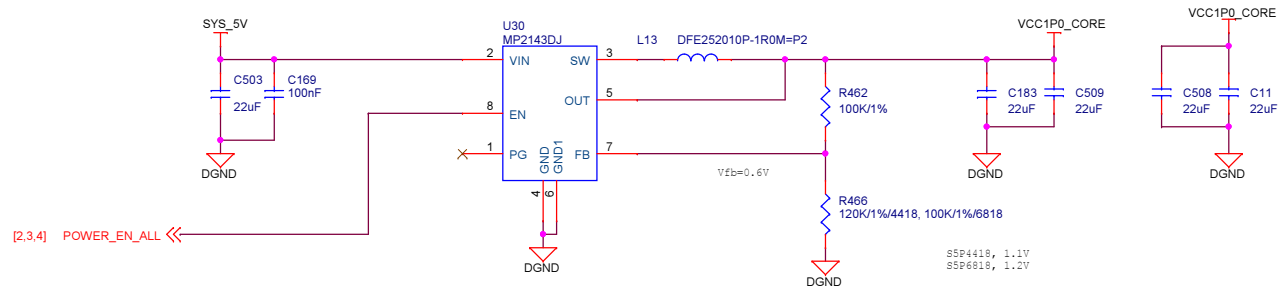 SYS_5V
U30
MP2143DJ
L13 DFE252010P-1R0M=P2
VCC1P0_CORE
VCC1P0_CORE
2
VIN
SW
3
C503
22uF
C169
100nF
OUT
5
R462
100K/1%
C183
22uF
C509
22uF
C508
22uF
C11
22uF
8
EN
1
PG
GND
GND1
FB
7
4
6
Vfb=0.6V
DGND
DGND
DGND
R466
120K/1%/4418, 100K/1%/6818
[2,3,4] POWER_EN_ALL
DGND
DGND
S5P4418, 1.1V
S5P6818, 1.2V